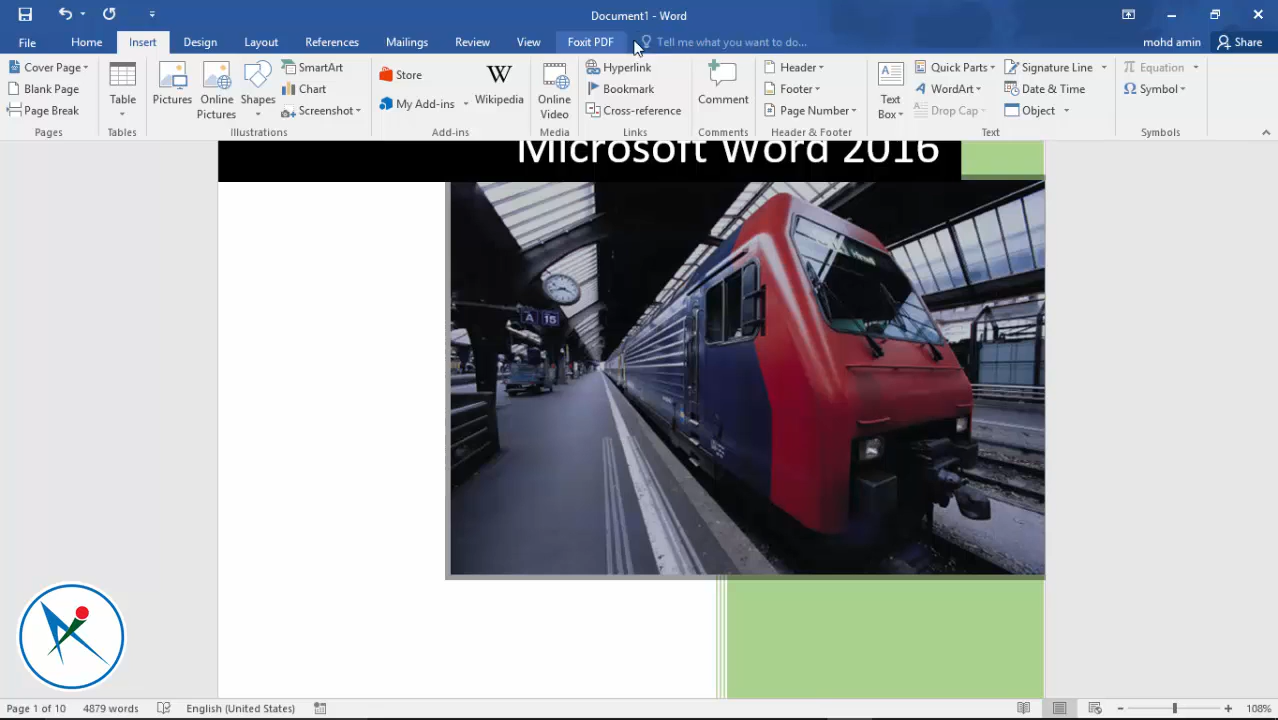 Document1 - Word
File
Home
Insert
Design
Layout
References
Mailings
Review
View
Foxit PDF
Tell me what you want to do...
mohd amin
Share
Cover Page
Blank Page
Page Break
Pages
Table
Tables
Pictures
Online Pictures
Shapes
SmartArt
Chart
Screenshot
Illustrations
Store
My Add-ins
W
Wikipedia
Add-ins
Online Video
Media
Hyperlink
Bookmark
Cross-reference
Links
Comment
Comments
Header
Footer
Page Number
Header & Footer
Text Box
Quick Parts
WordArt
Drop Cap
Signature Line
Date & Time
Object
Text
Equation
Symbol
Symbols
Microsoft Word 2016
A 15
Page 1 of 10
4879 words
English (United States)
108%